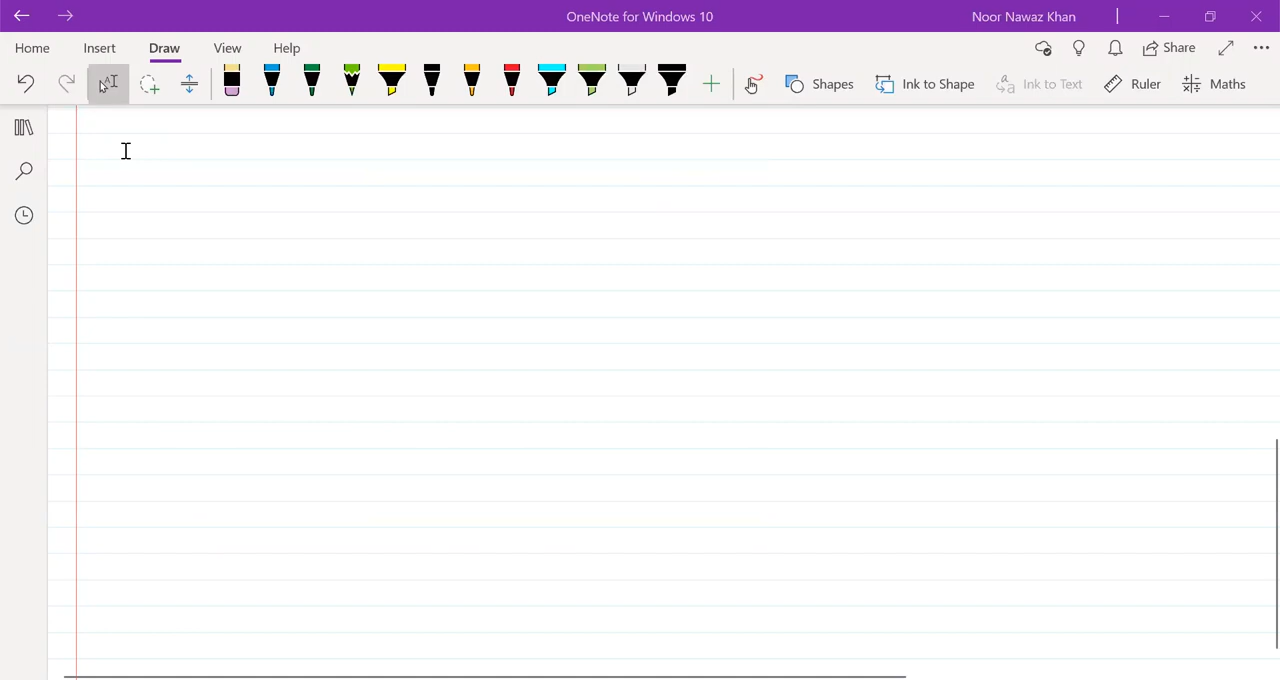 OneNote for Windows 10
Noor Nawaz Khan
Home Insert Draw View Help
Share
Shapes Ink to Shape Ink to Text Ruler Maths